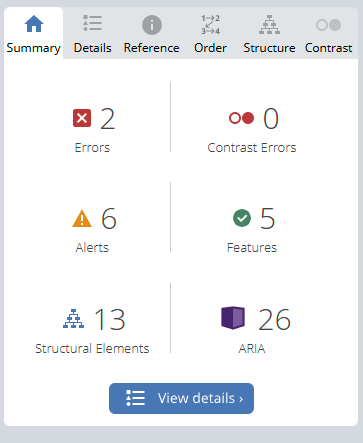 Summary Details Reference Order Structure Contrast
2 0
Errors Contrast Errors
6 5
Alerts Features
13 26
Structural Elements ARIA
View details ›